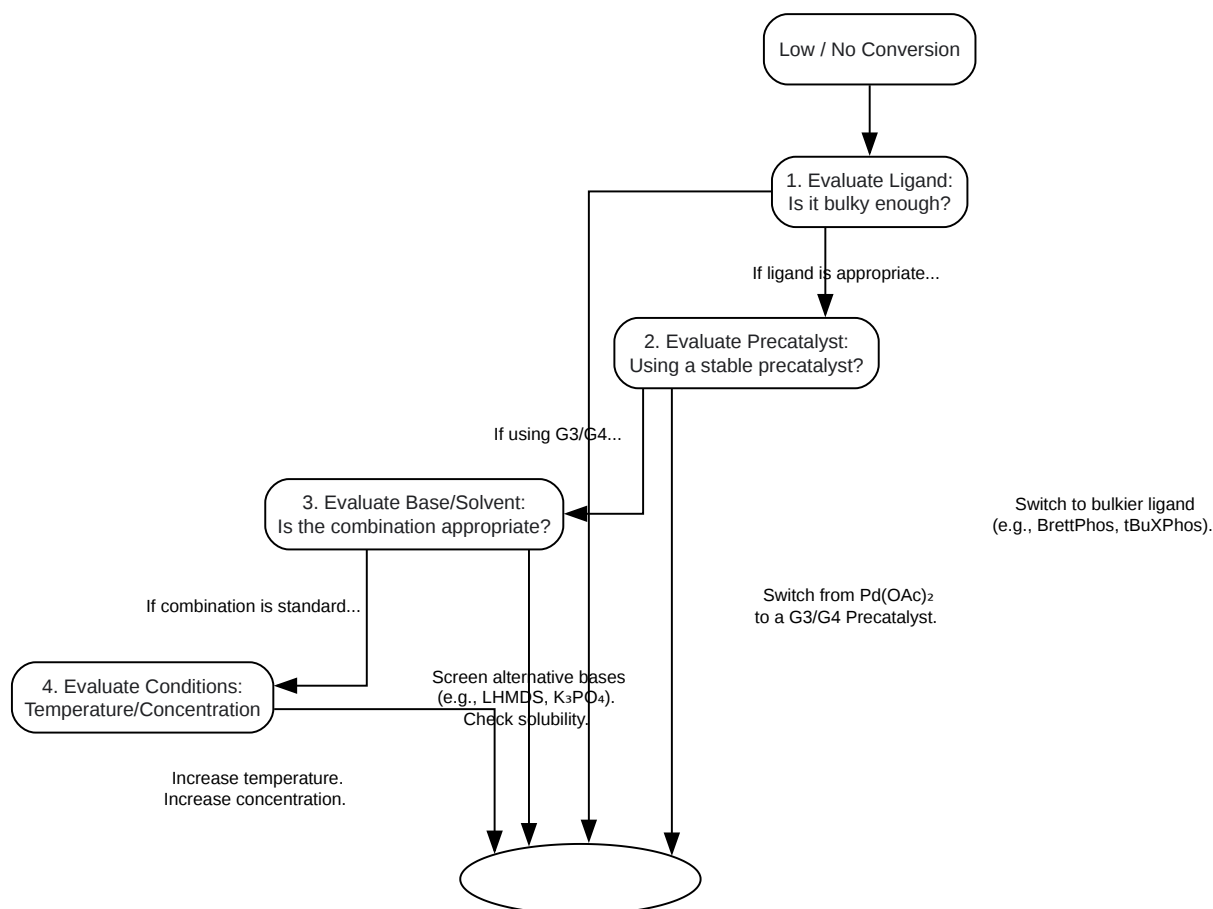 Low / No Conversion
1. Evaluate Ligand:
Is it bulky enough?
If ligand is appropriate...
2. Evaluate Precatalyst:
Using a stable precatalyst?
If using G3/G4...
3. Evaluate Base/Solvent:
Is the combination appropriate?
Switch to bulkier ligand
(e.g., BrettPhos, tBuXPhos).
Switch from Pd(OAc)₂
to a G3/G4 Precatalyst.
If combination is standard...
Screen alternative bases
(e.g., LHMDS, K₃PO₄).
Check solubility.
4. Evaluate Conditions:
Temperature/Concentration
Increase temperature.
Increase concentration.